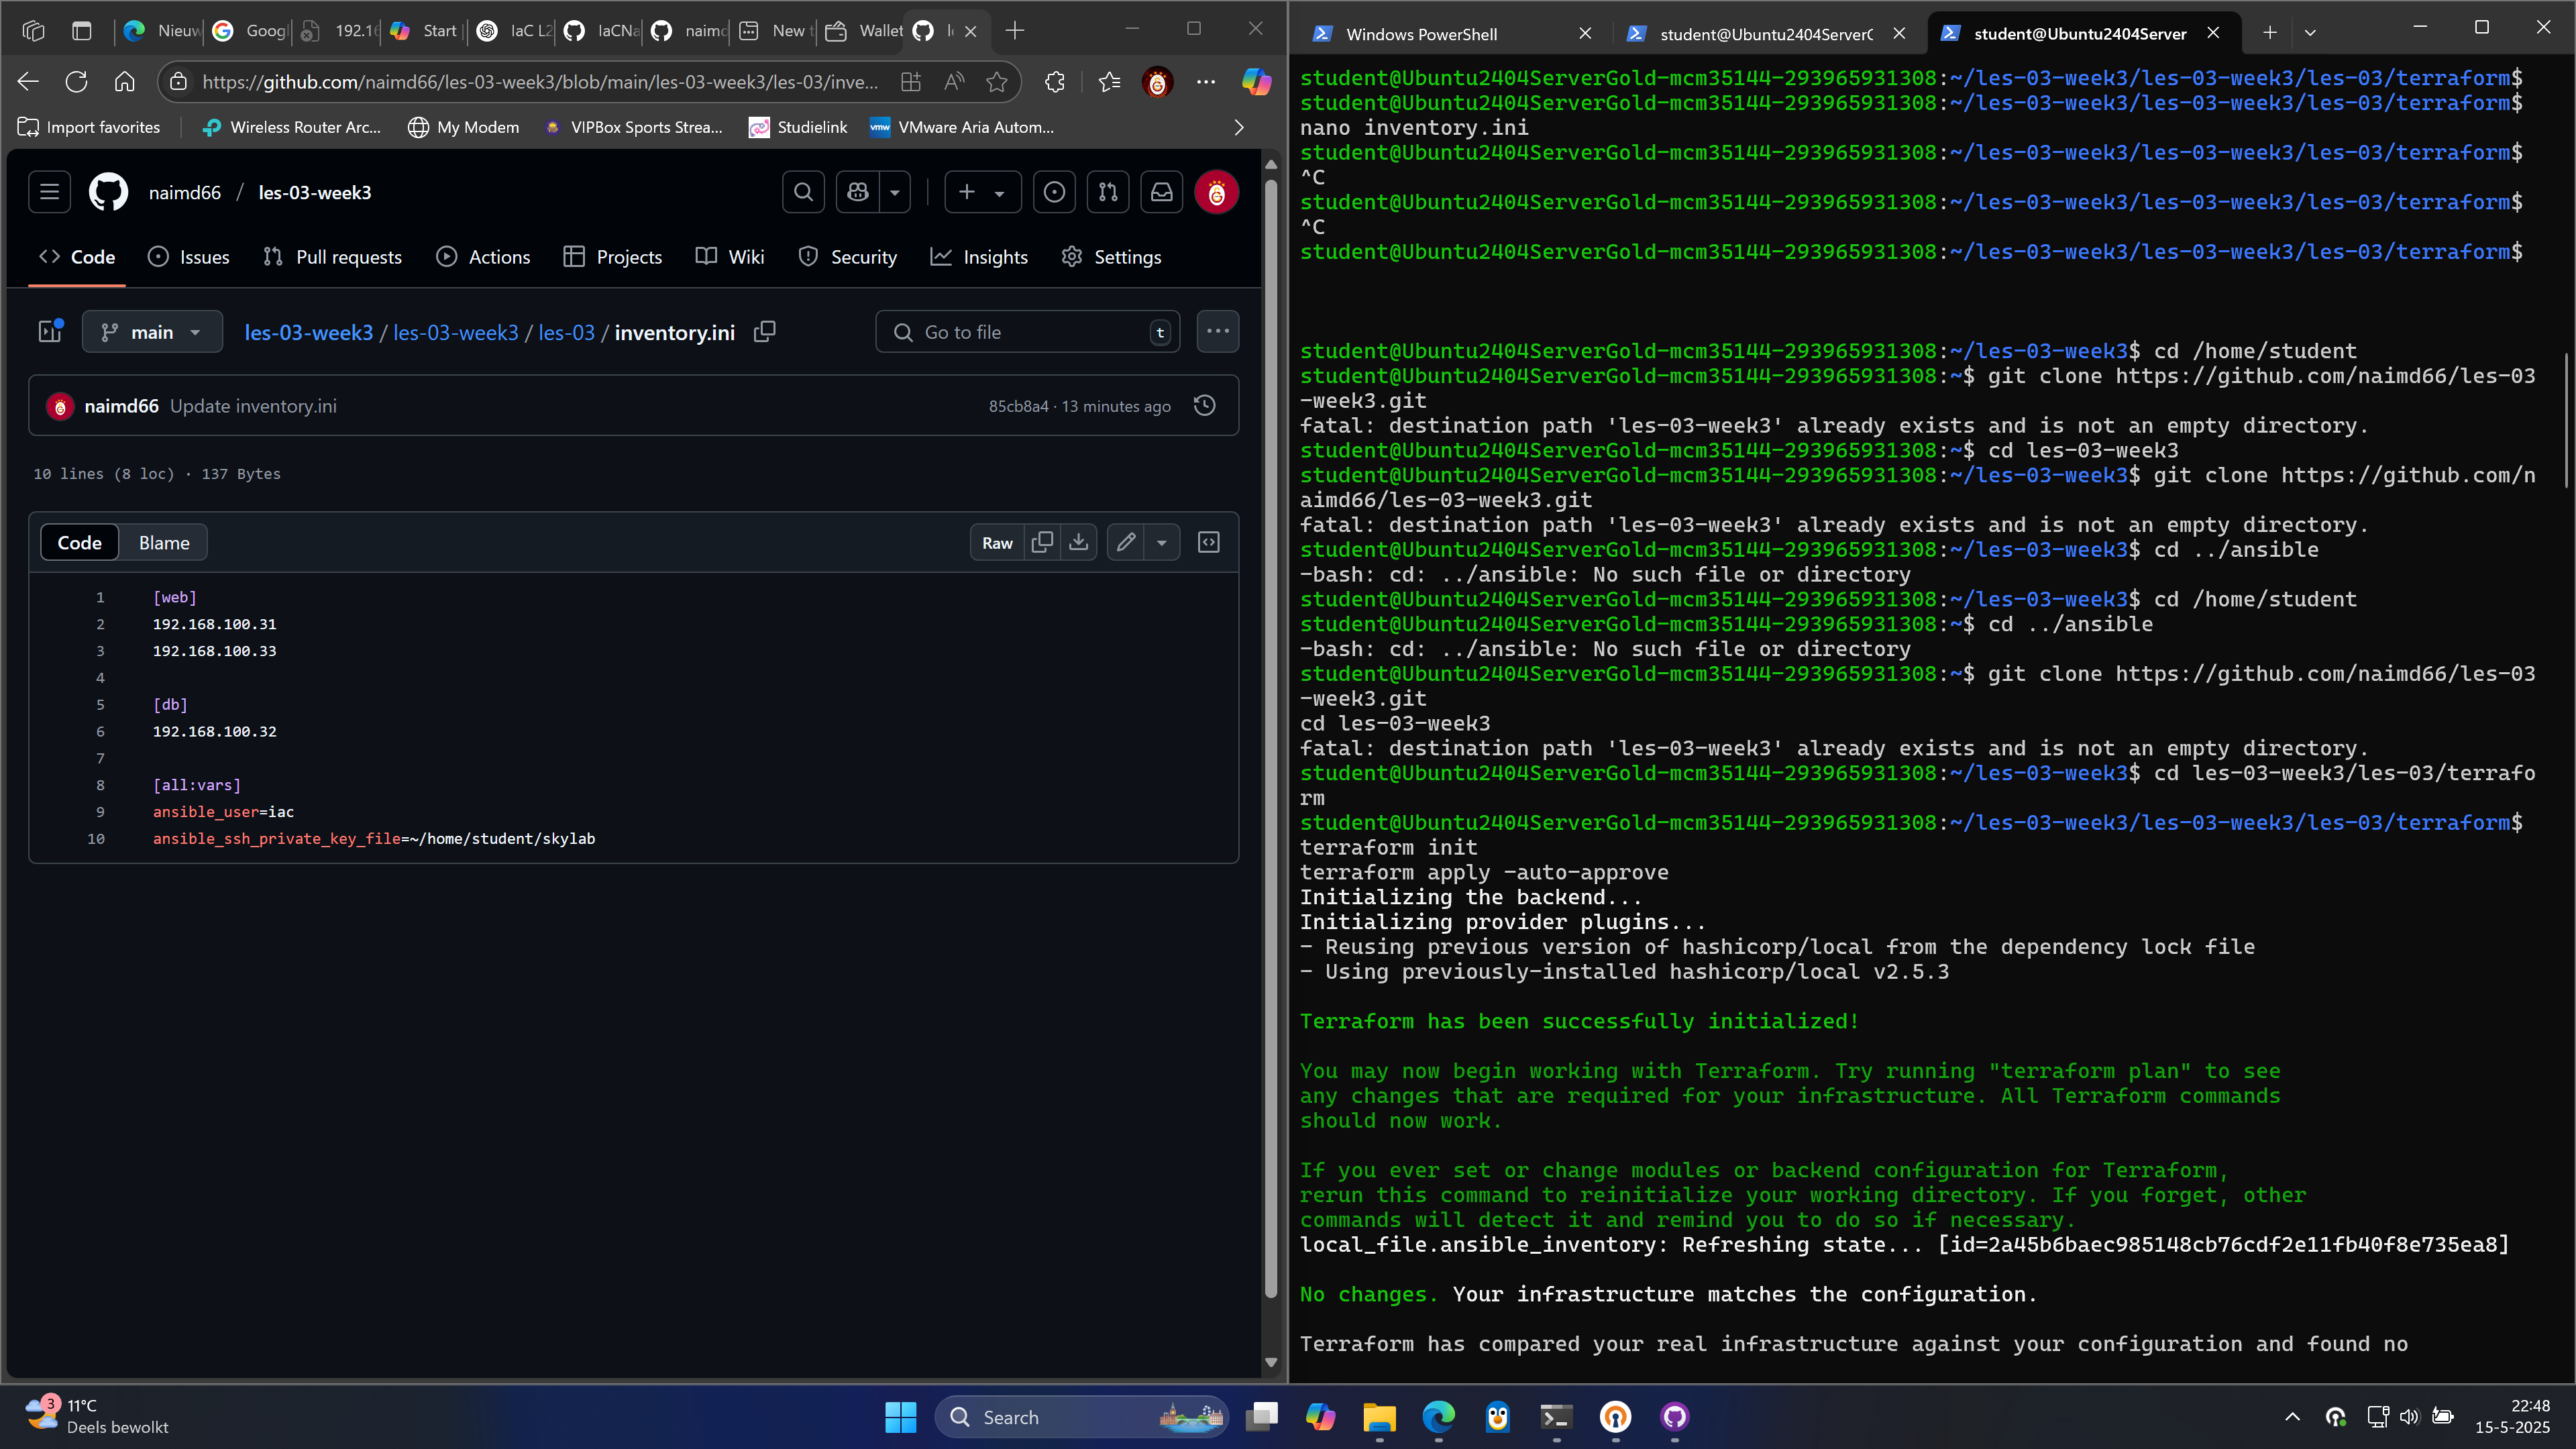 Nieuw
Googl
192.16
Start
IaC L2
IaCNa
naimd
New t
Wallet
https://github.com/naimd66/les-03-week3/blob/main/les-03-week3/les-03/inve...
Import favorites
Wireless Router Arc...
My Modem
VIPBox Sports Strea...
Studielink
vmw
VMware Aria Autom...
naimd66 / les-03-week3
Code
Issues
Pull requests
Actions
Projects
Wiki
Security
Insights
Settings
main
les-03-week3 / les-03-week3 / les-03 / inventory.ini
Go to file
t
naimd66 Update inventory.ini
85cb8a4 · 13 minutes ago
10 lines (8 loc) · 137 Bytes
Code
Blame
Raw
1 [web]
2 192.168.100.31
3 192.168.100.33
4
5 [db]
6 192.168.100.32
7
8 [all:vars]
9 ansible_user=iac
10 ansible_ssh_private_key_file=~/home/student/skylab
Windows PowerShell
student@Ubuntu2404ServerG
student@Ubuntu2404Server
student@Ubuntu2404ServerGold-mcm35144-293965931308:~/les-03-week3/les-03-week3/les-03/terraform$
student@Ubuntu2404ServerGold-mcm35144-293965931308:~/les-03-week3/les-03-week3/les-03/terraform$
nano inventory.ini
student@Ubuntu2404ServerGold-mcm35144-293965931308:~/les-03-week3/les-03-week3/les-03/terraform$
^C
student@Ubuntu2404ServerGold-mcm35144-293965931308:~/les-03-week3/les-03-week3/les-03/terraform$
^C
student@Ubuntu2404ServerGold-mcm35144-293965931308:~/les-03-week3/les-03-week3/les-03/terraform$
student@Ubuntu2404ServerGold-mcm35144-293965931308:~/les-03-week3$ cd /home/student
student@Ubuntu2404ServerGold-mcm35144-293965931308:~$ git clone https://github.com/naimd66/les-03
-week3.git
fatal: destination path 'les-03-week3' already exists and is not an empty directory.
student@Ubuntu2404ServerGold-mcm35144-293965931308:~$ cd les-03-week3
student@Ubuntu2404ServerGold-mcm35144-293965931308:~/les-03-week3$ git clone https://github.com/n
aimd66/les-03-week3.git
fatal: destination path 'les-03-week3' already exists and is not an empty directory.
student@Ubuntu2404ServerGold-mcm35144-293965931308:~/les-03-week3$ cd ../ansible
-bash: cd: ../ansible: No such file or directory
student@Ubuntu2404ServerGold-mcm35144-293965931308:~/les-03-week3$ cd /home/student
student@Ubuntu2404ServerGold-mcm35144-293965931308:~$ cd ../ansible
-bash: cd: ../ansible: No such file or directory
student@Ubuntu2404ServerGold-mcm35144-293965931308:~$ git clone https://github.com/naimd66/les-03
-week3.git
cd les-03-week3
fatal: destination path 'les-03-week3' already exists and is not an empty directory.
student@Ubuntu2404ServerGold-mcm35144-293965931308:~/les-03-week3$ cd les-03-week3/les-03/terrafo
rm
student@Ubuntu2404ServerGold-mcm35144-293965931308:~/les-03-week3/les-03-week3/les-03/terraform$
terraform init
terraform apply -auto-approve
Initializing the backend...
Initializing provider plugins...
- Reusing previous version of hashicorp/local from the dependency lock file
- Using previously-installed hashicorp/local v2.5.3
Terraform has been successfully initialized!
You may now begin working with Terraform. Try running "terraform plan" to see
any changes that are required for your infrastructure. All Terraform commands
should now work.
If you ever set or change modules or backend configuration for Terraform,
rerun this command to reinitialize your working directory. If you forget, other
commands will detect it and remind you to do so if necessary.
local_file.ansible_inventory: Refreshing state... [id=2a45b6baec985148cb76cdf2e11fb40f8e735ea8]
No changes. Your infrastructure matches the configuration.
Terraform has compared your real infrastructure against your configuration and found no
3
11°C
Deels bewolkt
Search
22:48
15-5-2025